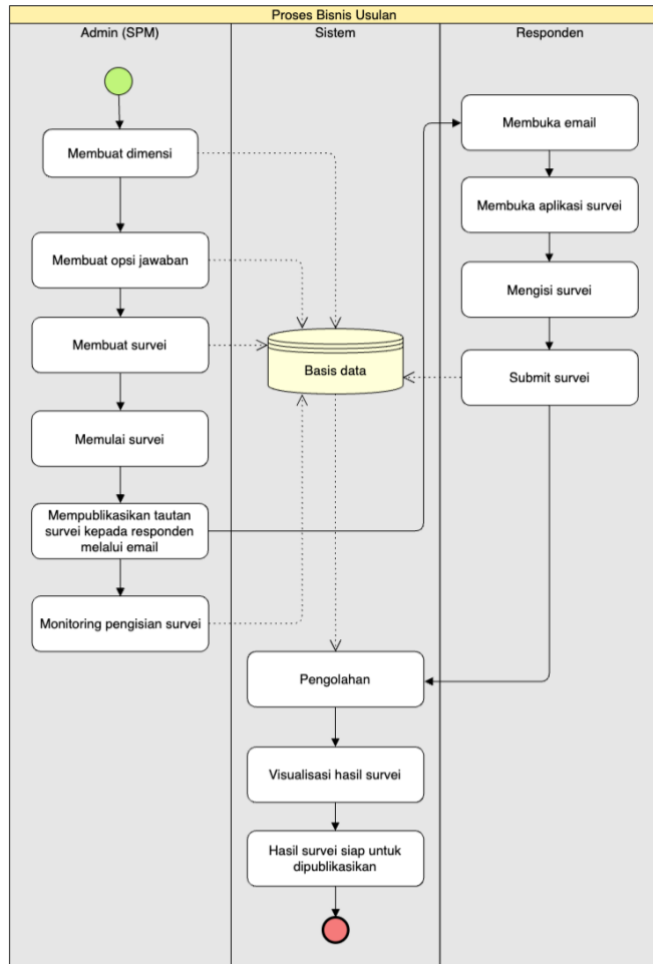 Proses Bisnis Usulan
Admin (SPM)
Sistem
Responden
Membuat dimensi
Membuat opsi jawaban
Membuat survei
Memulai survei
Mempublikasikan tautan
survei kepada responden
melalui email
Monitoring pengisian survei
Basis data
Pengolahan
Visualisasi hasil survei
Hasil survei siap untuk
dipublikasikan
Membuka email
Membuka aplikasi survei
Mengisi survei
Submit survei